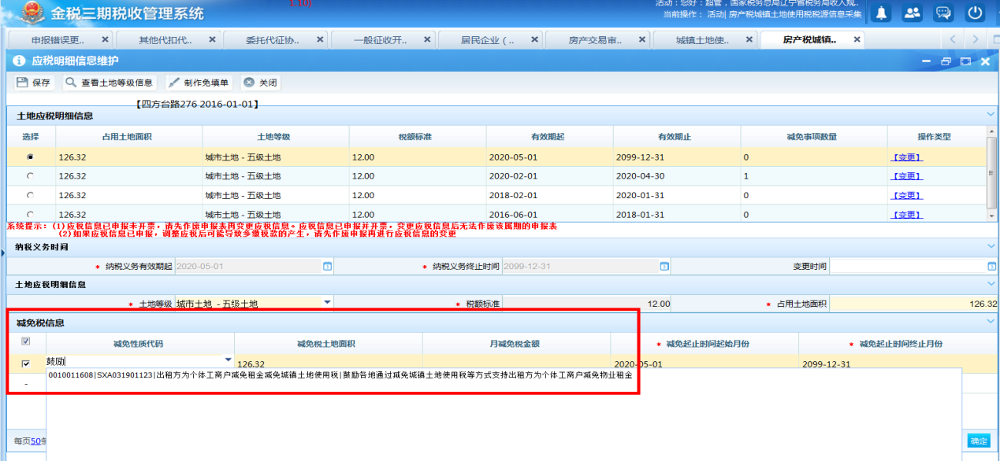 金税三期税收管理系统
1.10)
活动：您好：超管，国家税务总局辽宁省税务局收入规..
当前操作： 活动| 房产税城镇土地使用税税源信息采集
申报错误更.. 其他代扣代.. 委托代征协.. 一般征收开.. 居民企业（.. 房产交易审.. 城镇土地使.. 房产税城镇..
应税明细信息维护
保存 查看土地等级信息 制作免填单 关闭
【四方台路276 2016-01-01】
土地应税明细信息
选择 占用土地面积 土地等级 税额标准 有效期起 有效期止 减免事项数量 操作类型
126.32 城市土地 - 五级土地 12.00 2020-05-01 2099-12-31 0 【变更】
126.32 城市土地 - 五级土地 12.00 2020-02-01 2020-04-30 1 【变更】
126.32 城市土地 - 五级土地 12.00 2018-02-01 2020-01-31 0 【变更】
126.32 城市土地 - 五级土地 12.00 2016-06-01 2018-01-31 0 【变更】
系统提示：(1)应税信息已申报未开票，请先作废申报表再变更应税信息。应税信息已申报并开票，变更应税信息后无法作废该属期的申报表
(2)如果应税信息已申报，调整应税后可能导致多缴税款的产生，请先作废申报再进行应税信息的变更
纳税义务时间
* 纳税义务有效期起 2020-05-01 * 纳税义务终止时间 2099-12-31 变更时间
土地应税明细信息
* 土地等级 城市土地 - 五级土地 * 税额标准 12.00 * 占用土地面积 126.32
减免税信息
减免性质代码 减免税土地面积 月减免税金额 * 减免起止时间起始月份 * 减免起止时间终止月份
鼓励 126.32 2020-05-01 2099-12-31
0010011608|SXA031901123|出租方为个体工商户减免租金减免城镇土地使用税|鼓励各地通过减免城镇土地使用税等方式支持出租方为个体工商户减免物业租金
-
每页50条
确定